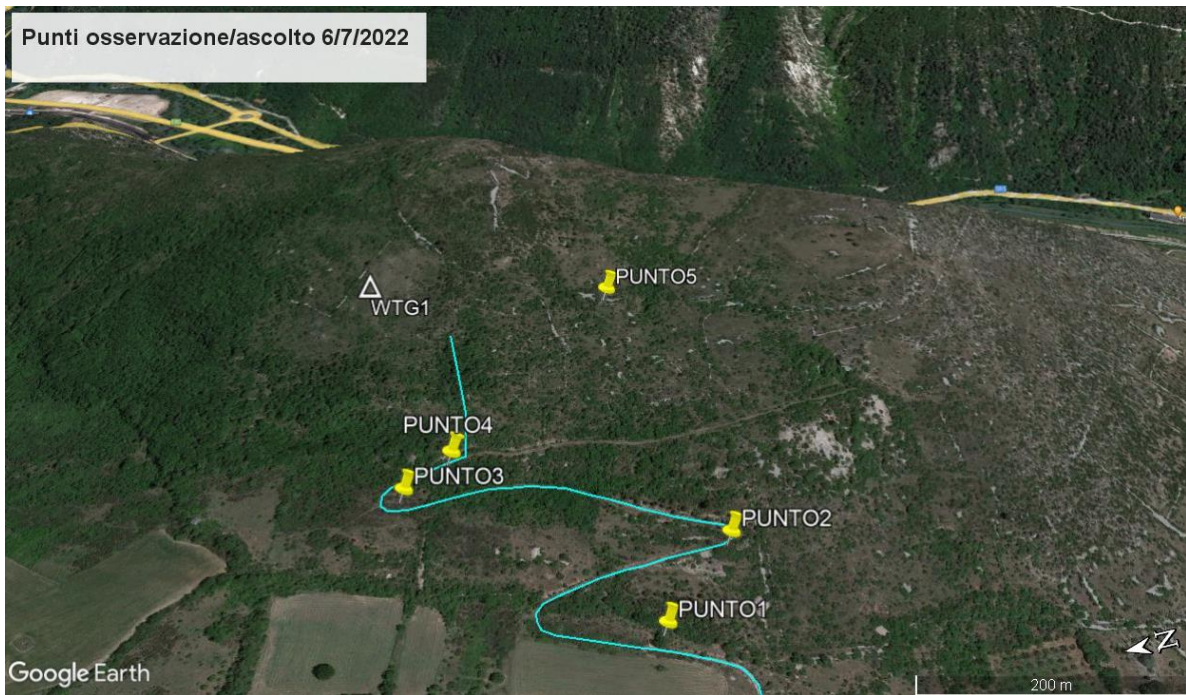 Punti osservazione/ascolto 6/7/2022
PUNTO5
WTG1
PUNTO4
PUNTO3
PUNTO2
PUNTO1
Z
Google Earth
200 m